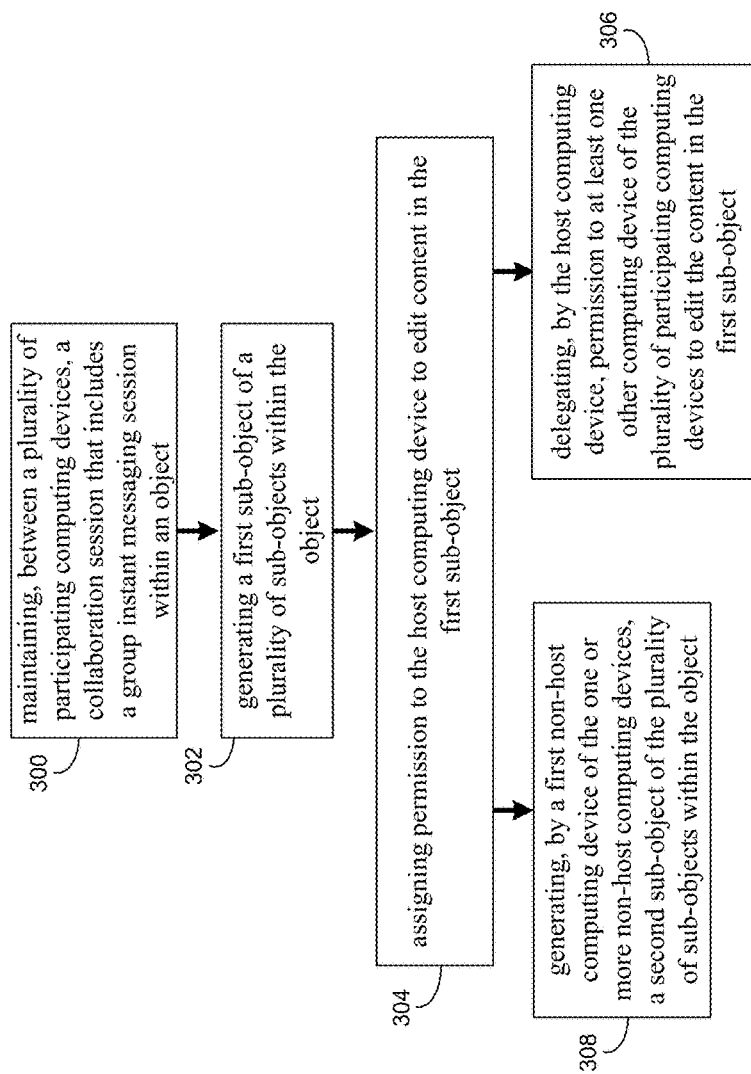 maintaining, between a plurality of
participating computing devices, a
collaboration session that includes
a group instant messaging session
within an object
300
generating a first sub-object of a
plurality of sub-objects within the
object
302
assigning permission to the host computing device to edit content in the
first sub-object
304
generating, by a first non-host
computing device of the one or
more non-host computing devices,
a second sub-object of the plurality
of sub-objects within the object
308
delegating, by the host computing
device, permission to at least one
other computing device of the
plurality of participating computing
devices to edit the content in the
first sub-object
306